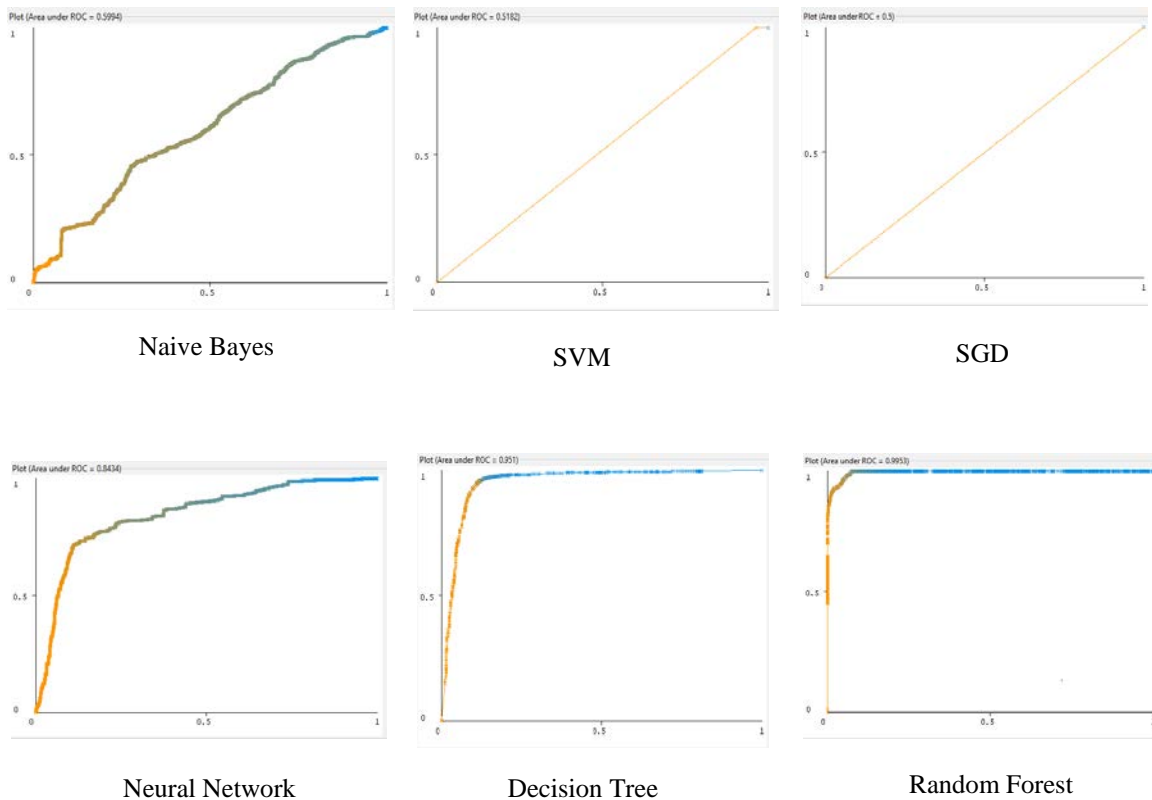 Plot (Area under ROC = 0.5994)
1
0.5
0
0
0.5
1
Naive Bayes
Plot (Area under ROC = 0.5182)
1
0.5
0
0
0.5
1
SVM
Plot (Area under ROC = 0.5)
1
0.5
0
0.5
1
SGD
Plot (Area under ROC = 0.8434)
1
0.5
0
0
0.5
1
Neural Network
Plot (Area under ROC = 0.951)
1
0.5
0
0
0.5
1
Decision Tree
Plot (Area under ROC = 0.9953)
1
0.5
0
0
0.5
1
Random Forest